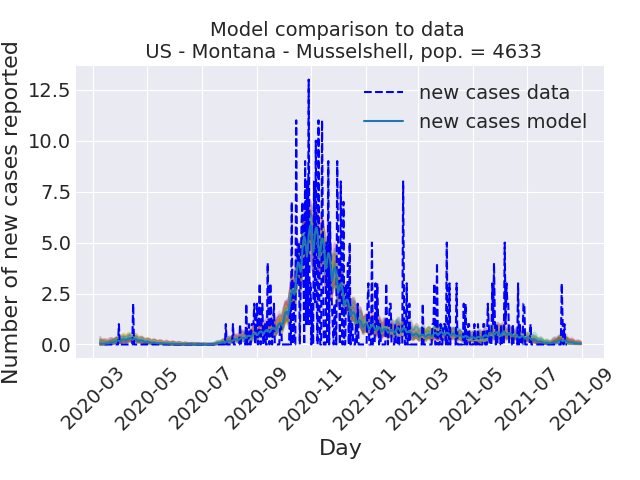 Model comparison to data
US - Montana - Musselshell, pop. = 4633
Number of new cases reported
12.5
10.0
7.5
5.0
2.5
0.0
new cases data
new cases model
2020-03
2020-05
2020-07
2020-09
2020-11
2021-01
2021-03
2021-05
2021-07
2021-09
Day